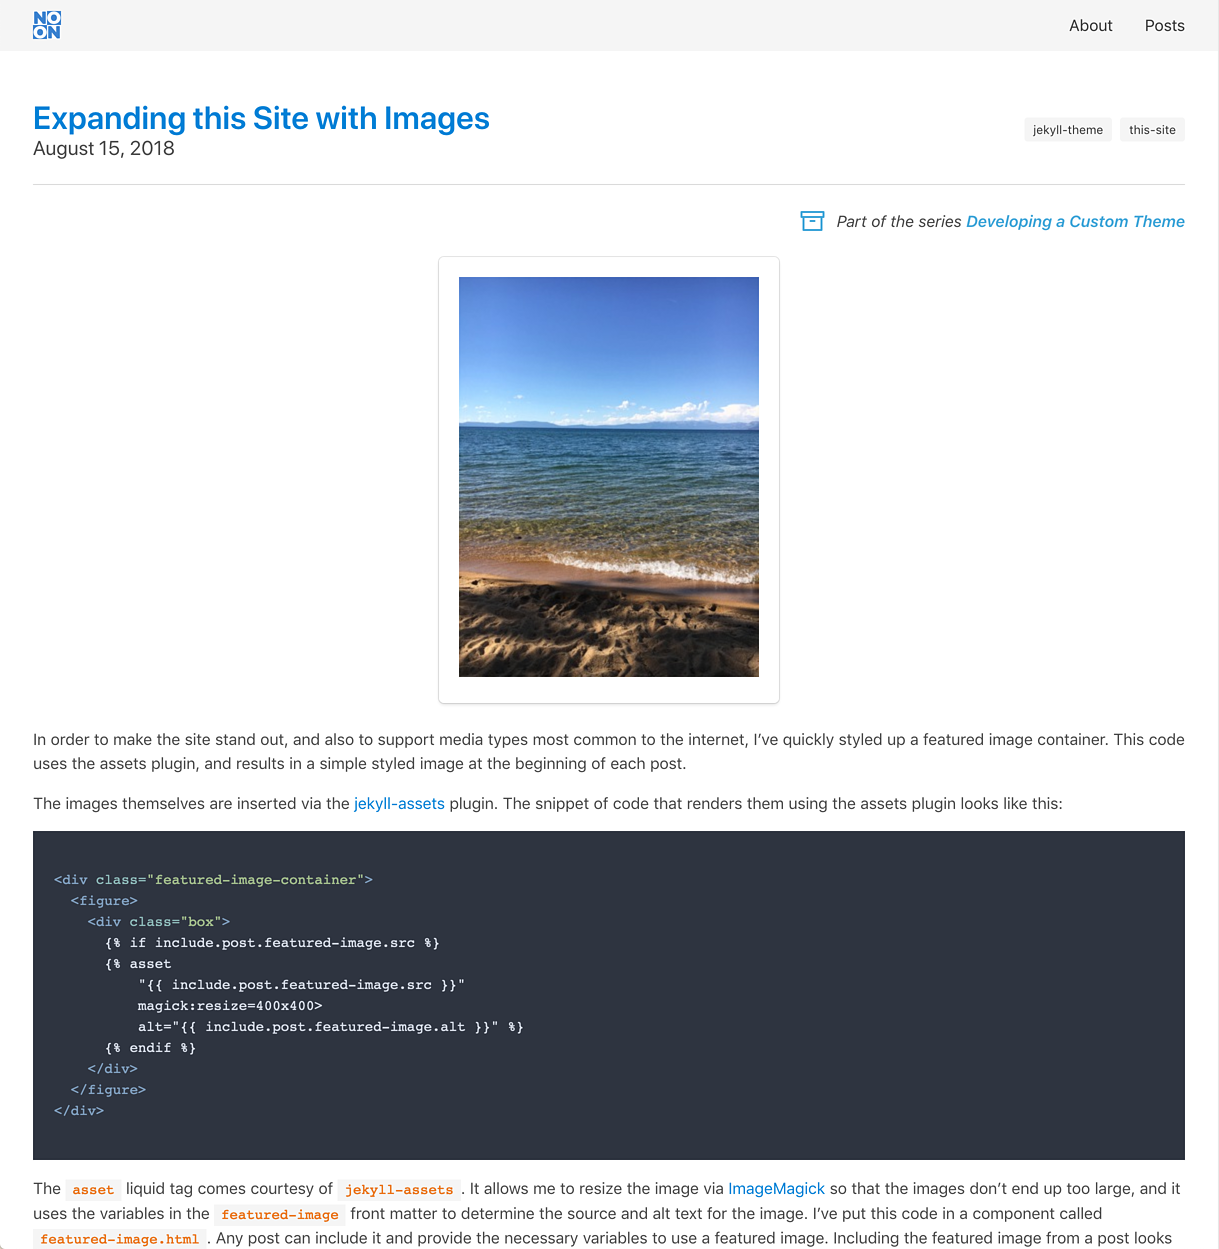 NO
ON
About Posts
Expanding this Site with Images
August 15, 2018
jekyll-theme this-site
Part of the series Developing a Custom Theme
In order to make the site stand out, and also to support media types most common to the internet, I’ve quickly styled up a featured image container. This code
uses the assets plugin, and results in a simple styled image at the beginning of each post.
The images themselves are inserted via the jekyll-assets plugin. The snippet of code that renders them using the assets plugin looks like this:
<div class="featured-image-container">
  <figure>
    <div class="box">
      {% if include.post.featured-image.src %}
      {% asset
          "{{ include.post.featured-image.src }}"
          magick:resize=400x400>
          alt="{{ include.post.featured-image.alt }}" %}
      {% endif %}
    </div>
  </figure>
</div>
The asset liquid tag comes courtesy of jekyll-assets . It allows me to resize the image via ImageMagick so that the images don’t end up too large, and it
uses the variables in the featured-image front matter to determine the source and alt text for the image. I’ve put this code in a component called
featured-image.html . Any post can include it and provide the necessary variables to use a featured image. Including the featured image from a post looks